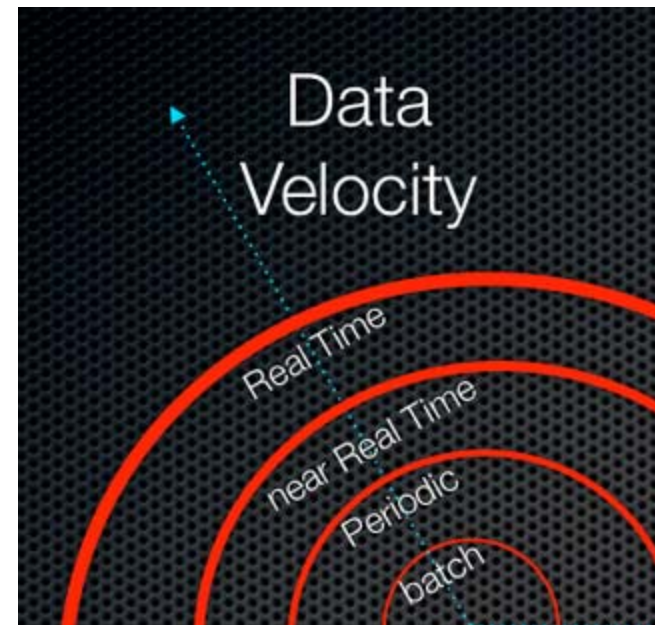 Data
Velocity
Real Time
near Real Time
Periodic
batch